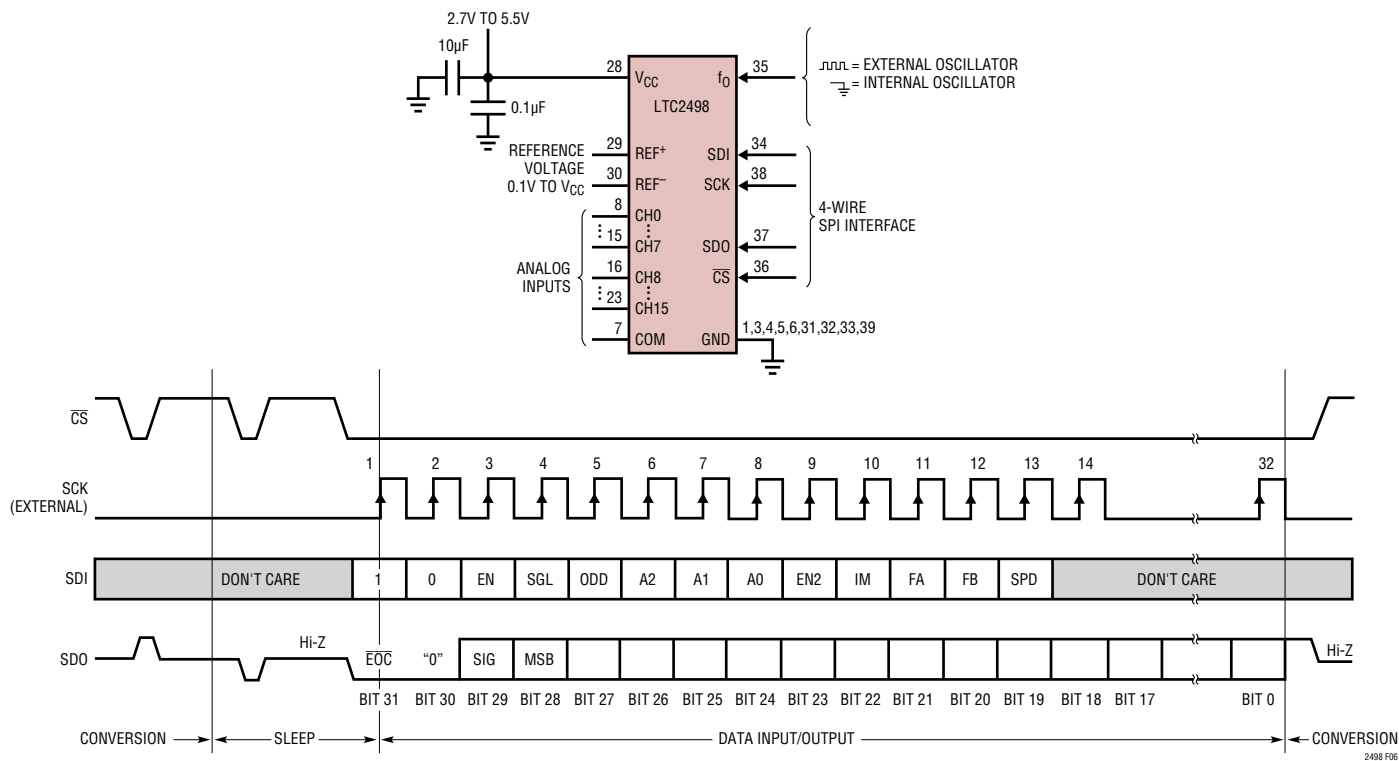 2.7V TO 5.5V
10µF
0.1µF
28
VCC
fO
35
LTC2498
= EXTERNAL OSCILLATOR
= INTERNAL OSCILLATOR
REFERENCE
VOLTAGE
0.1V TO VCC
29
REF+
SDI
34
30
REF–
SCK
38
8
CH0
4-WIRE
SPI INTERFACE
15
CH7
SDO
37
ANALOG
INPUTS
16
CH8
CS
36
23
CH15
7
COM
GND
1,3,4,5,6,31,32,33,39
CS
1 2 3 4 5 6 7 8 9 10 11 12 13 14 32
SCK
(EXTERNAL)
SDI DON'T CARE 1 0 EN SGL ODD A2 A1 A0 EN2 IM FA FB SPD DON'T CARE
SDO Hi-Z EOC "0" SIG MSB Hi-Z
BIT 31 BIT 30 BIT 29 BIT 28 BIT 27 BIT 26 BIT 25 BIT 24 BIT 23 BIT 22 BIT 21 BIT 20 BIT 19 BIT 18 BIT 17 BIT 0
CONVERSION SLEEP DATA INPUT/OUTPUT CONVERSION
2498 F06